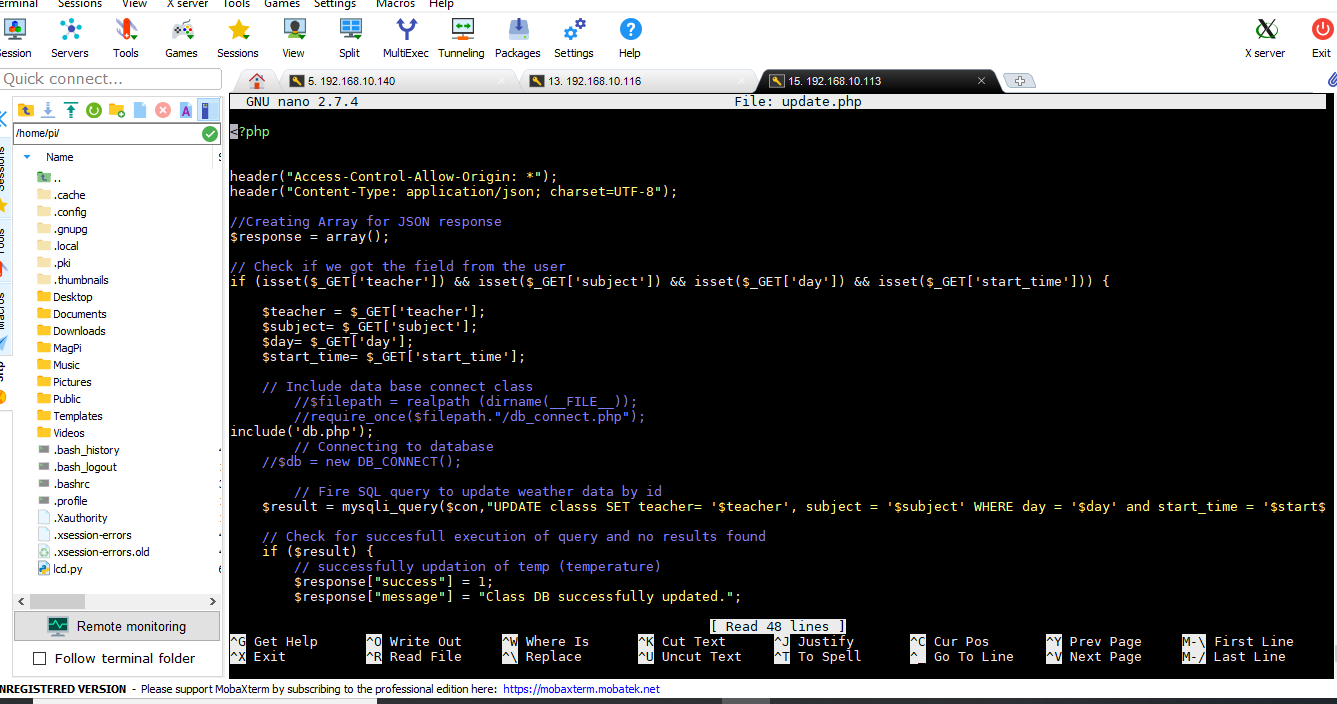 Sessions View X server Tools Games Settings Macros Help
Servers Tools Games Sessions View Split MultiExec Tunneling Packages Settings Help X server Exit
Quick connect...
5. 192.168.10.140
13. 192.168.10.116
15. 192.168.10.113
/home/pi/
Name
..
.cache
.config
.gnupg
.local
.pki
.thumbnails
Desktop
Documents
Downloads
MagPi
Music
Pictures
Public
Templates
Videos
.bash_history
.bash_logout
.bashrc
.profile
.Xauthority
.xsession-errors
.xsession-errors.old
lcd.py
Remote monitoring
Follow terminal folder
GNU nano 2.7.4 File: update.php
<?php
header("Access-Control-Allow-Origin: *");
header("Content-Type: application/json; charset=UTF-8");
//Creating Array for JSON response
$response = array();
// Check if we got the field from the user
if (isset($_GET['teacher']) && isset($_GET['subject']) && isset($_GET['day']) && isset($_GET['start_time'])) {
$teacher = $_GET['teacher'];
$subject= $_GET['subject'];
$day= $_GET['day'];
$start_time= $_GET['start_time'];
// Include data base connect class
//$filepath = realpath (dirname(__FILE__));
//require_once($filepath."/db_connect.php");
include('db.php');
// Connecting to database
//$db = new DB_CONNECT();
// Fire SQL query to update weather data by id
$result = mysqli_query($con,"UPDATE classs SET teacher= '$teacher', subject = '$subject' WHERE day = '$day' and start_time = '$start$
// Check for succesfull execution of query and no results found
if ($result) {
// successfully updation of temp (temperature)
$response["success"] = 1;
$response["message"] = "Class DB successfully updated.";
[ Read 48 lines ]
^G Get Help ^O Write Out ^W Where Is ^K Cut Text ^J Justify ^C Cur Pos ^Y Prev Page M-\ First Line
^X Exit ^R Read File ^\ Replace ^U Uncut Text ^T To Spell ^_ Go To Line ^V Next Page M-/ Last Line
VERSION - Please support MobaXterm by subscribing to the professional edition here: https://mobaxterm.mobatek.net